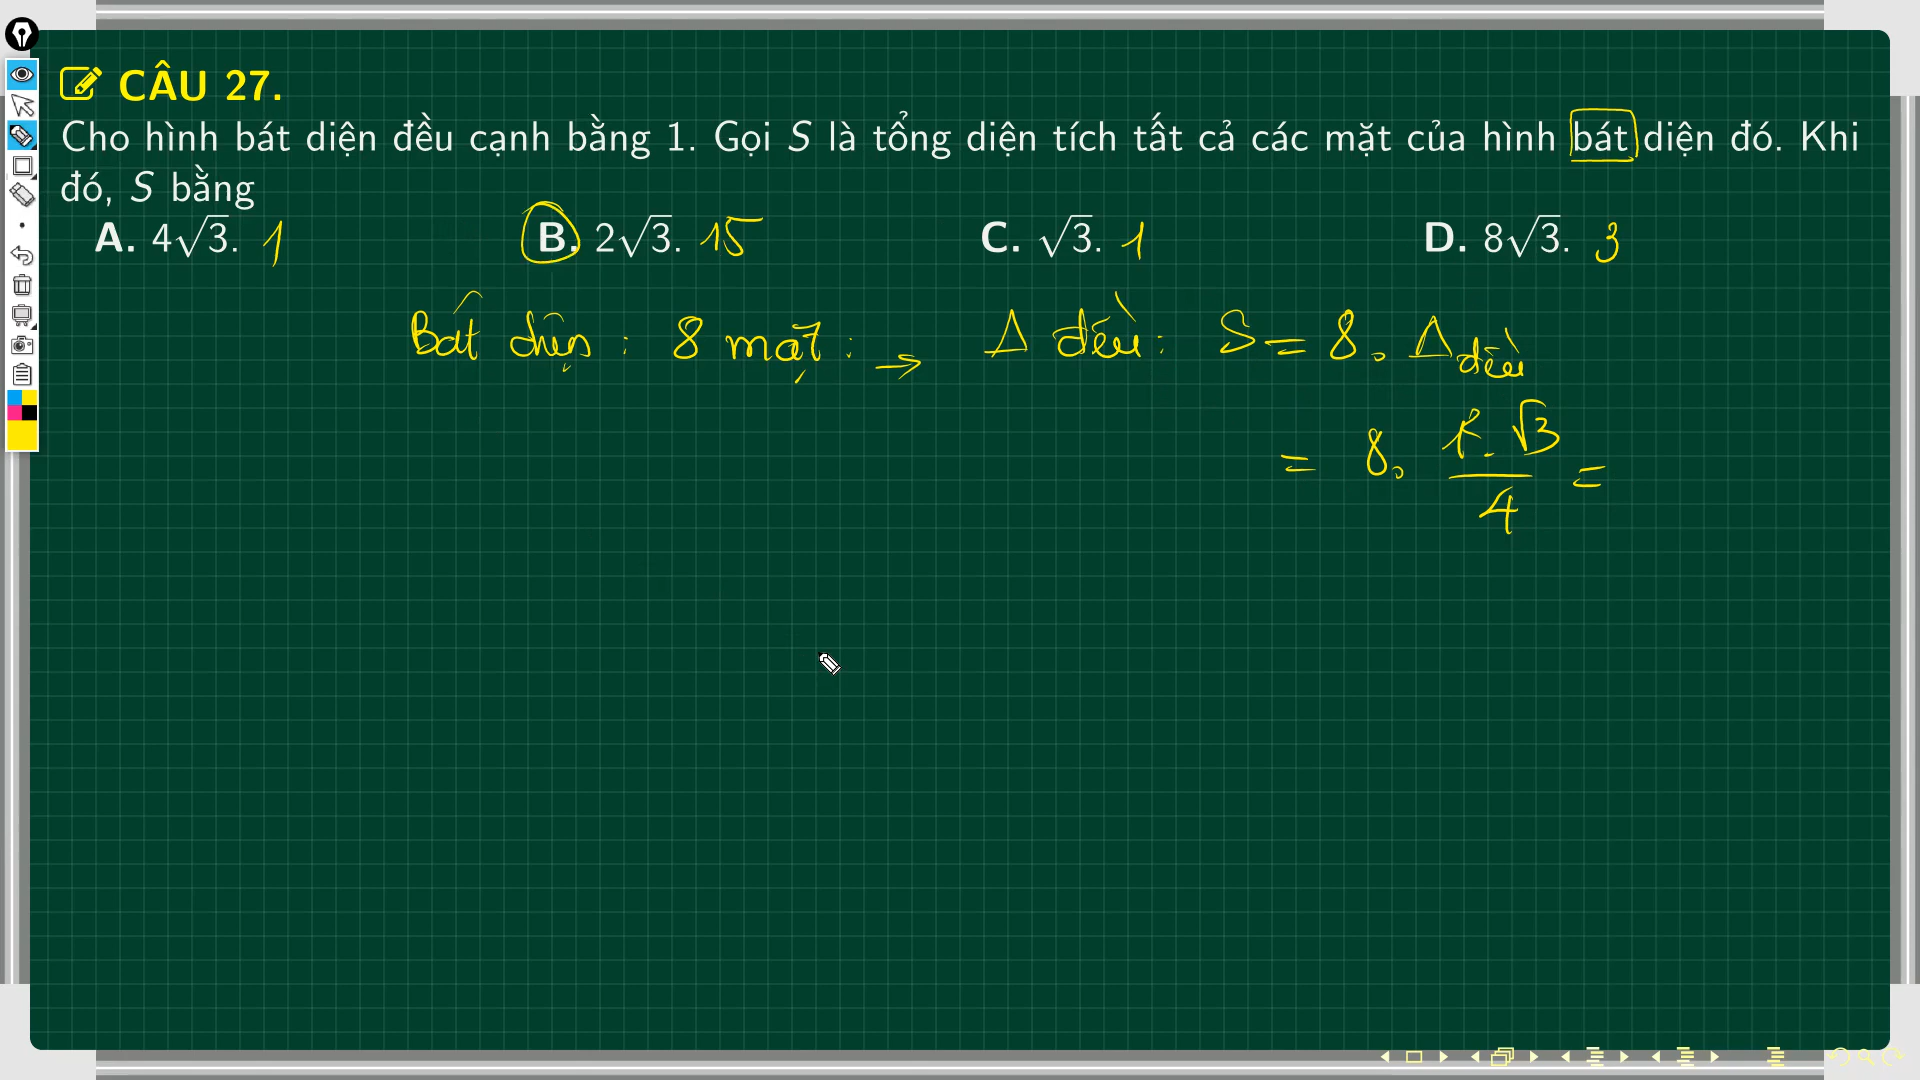 CÂU 27.
Cho hình bát diện đều cạnh bằng 1. Gọi S là tổng diện tích tất cả các mặt của hình bát diện đó. Khi
đó, S bằng
A. 4√3. 1 B. 2√3. 15 C. √3. 1 D. 8√3. 3
Bát diện : 8 mặt : → Δ đều : S = 8 . Δđều
= 8 . 1².√3/4 =